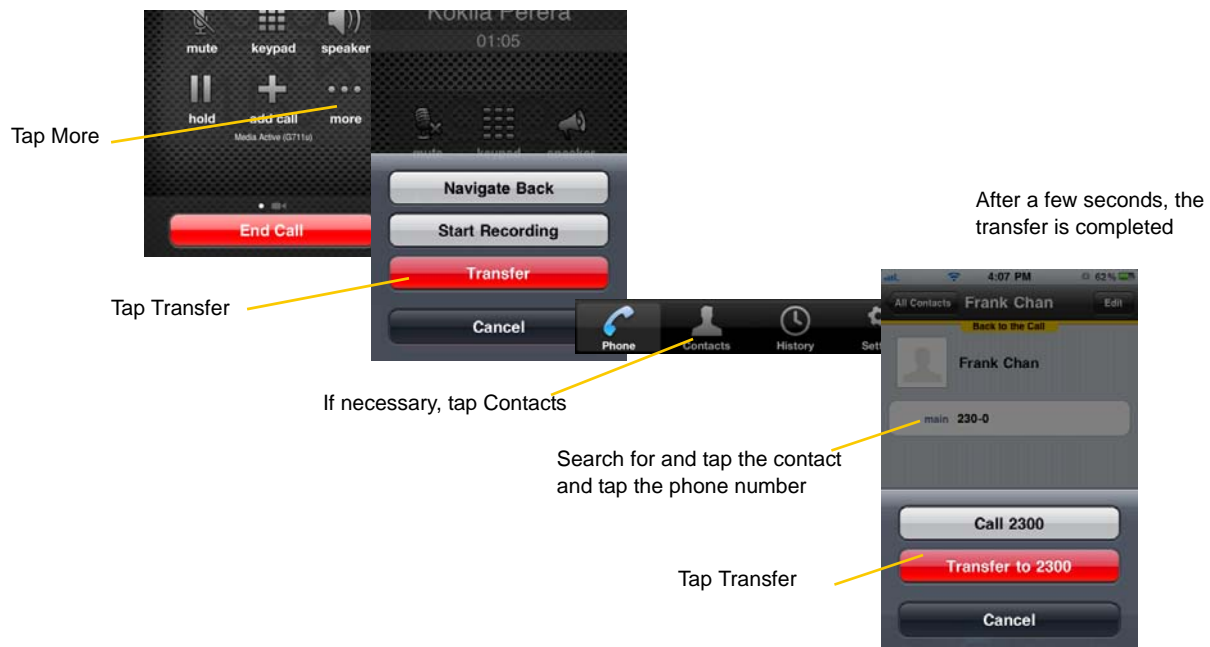 mute keypad speaker
hold add call more
Media Active (G711u)
End Call
Tap More
Kokila Perera
01:05
mute keypad speaker
Navigate Back
Start Recording
Transfer
Cancel
Tap Transfer
Phone Contacts History
If necessary, tap Contacts
After a few seconds, the
transfer is completed
4:07 PM 62%
All Contacts Frank Chan Edit
Back to the Call
Frank Chan
main 230-0
Search for and tap the contact
and tap the phone number
Call 2300
Transfer to 2300
Cancel
Tap Transfer